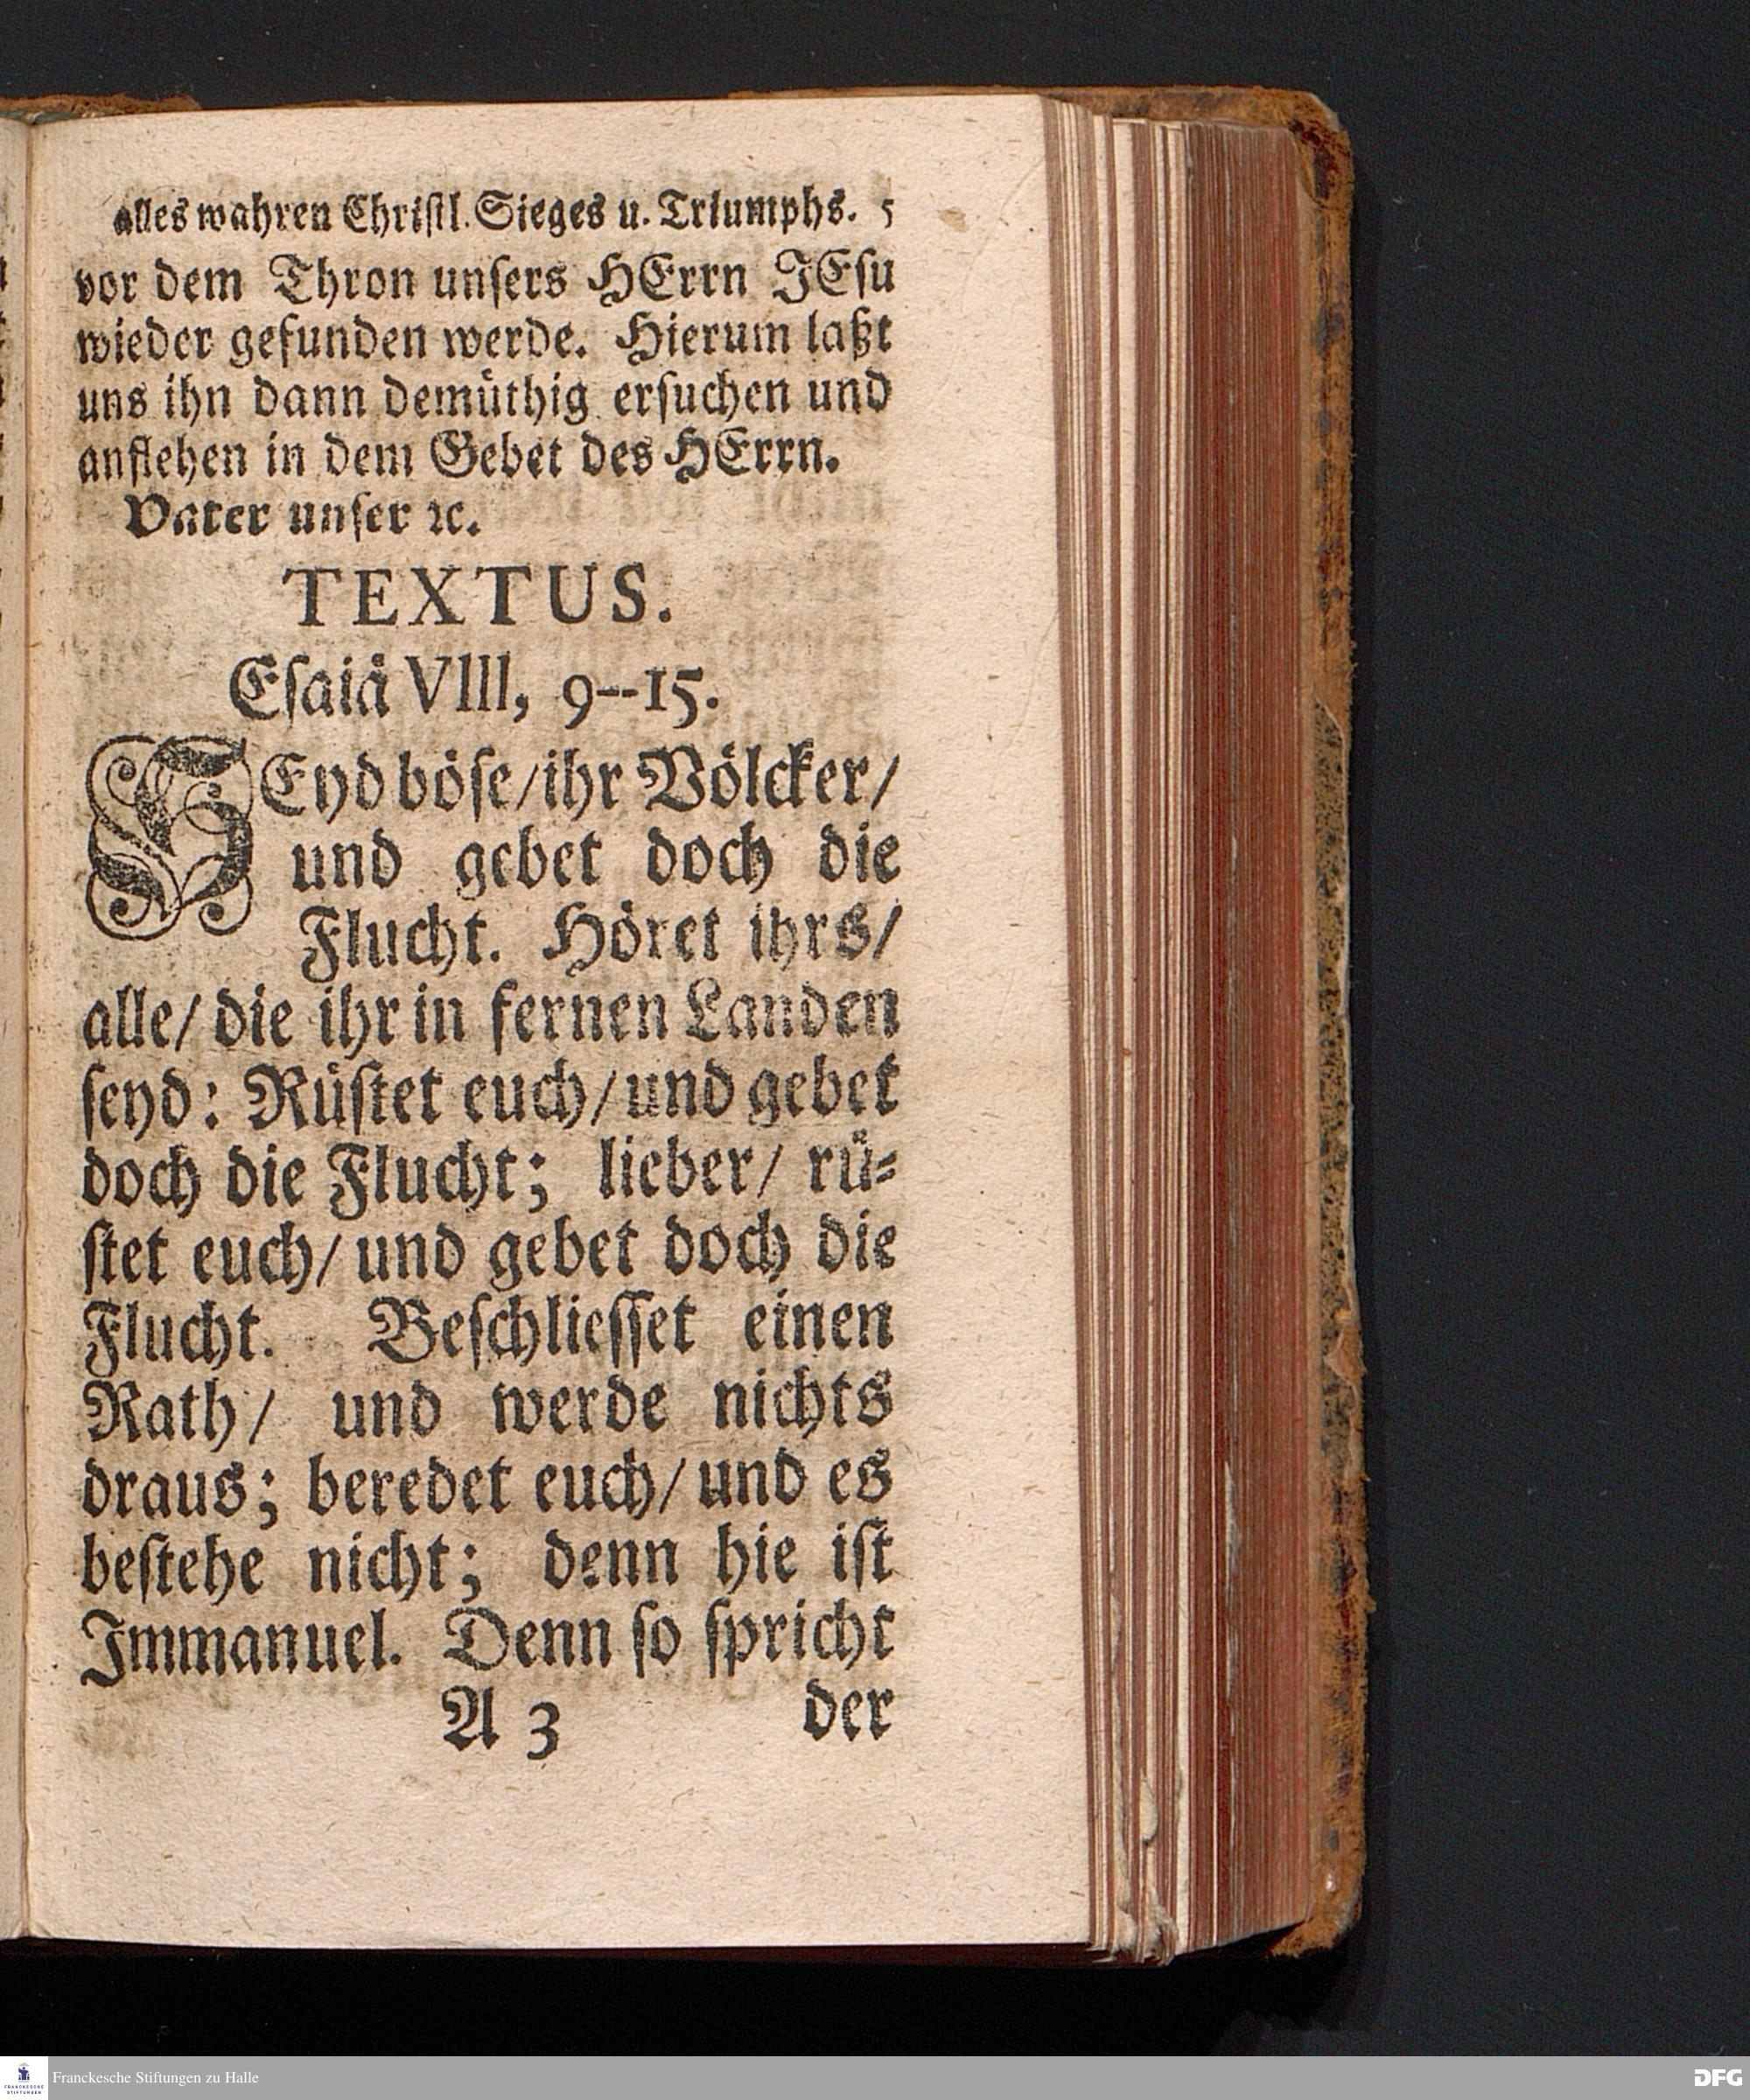 alles wahren Christl. Sieges u. Triumphs. 5
vor dem Thron unsers HErrn JEsu
wieder gefunden werde. Hierum laßt
uns ihn dann demüthig ersuchen und
anflehen in dem Gebet des HErrn.
Vater unser ꝛc.
TEXTUS.
Esaiä VIII, 9--15.
SEyd böse/ihr Völcker/
und gebet doch die
Flucht. Höret ihrs/
alle/ die ihr in fernen Landen
seyd: Rüstet euch/und gebet
doch die Flucht; lieber/ rü⸗
stet euch/ und gebet doch die
Flucht. Beschliesset einen
Rath/ und werde nichts
draus; beredet euch/ und es
bestehe nicht; denn hie ist
Immanuel. Denn so spricht
A 3 der
FRANCKESCHE STIFTUNGEN
Franckesche Stiftungen zu Halle
DFG